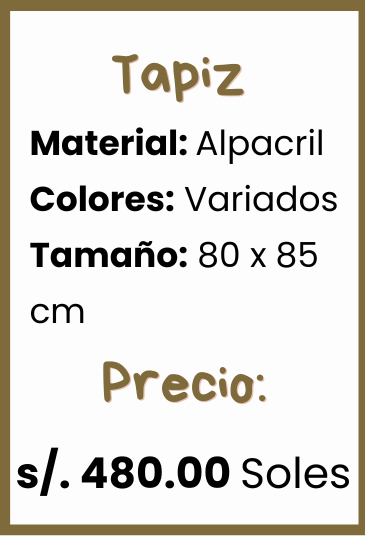 Tapiz
Material: Alpacril
Colores: Variados
Tamaño: 80 x 85
cm
Precio:
s/. 480.00 Soles